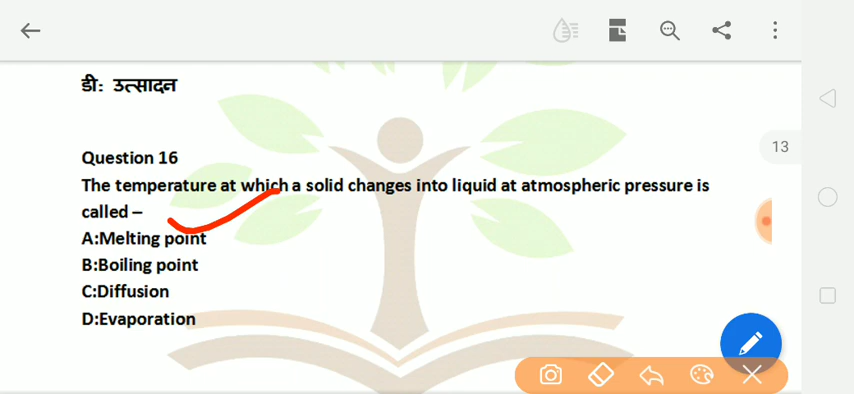 डी: उत्सादन
Question 16
13
The temperature at which a solid changes into liquid at atmospheric pressure is
called –
A:Melting point
B:Boiling point
C:Diffusion
D:Evaporation